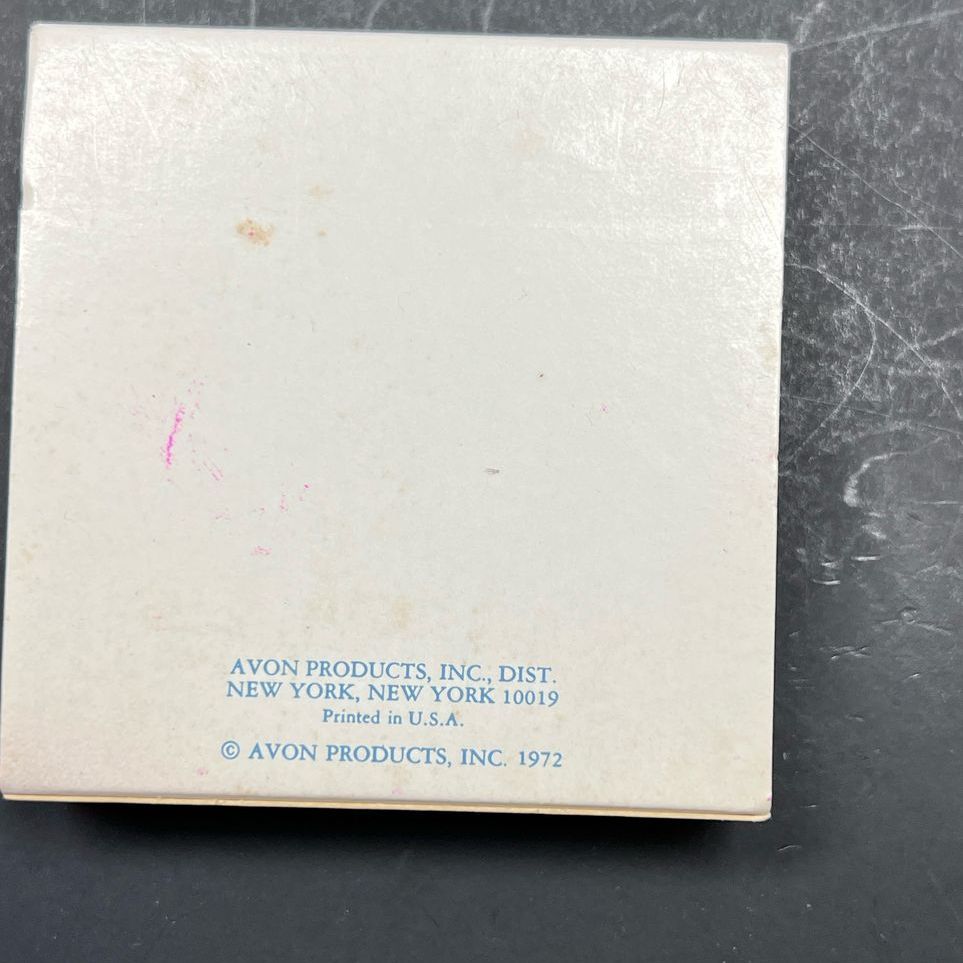 AVON PRODUCTS, INC., DIST.
NEW YORK, NEW YORK 10019
Printed in U.S.A.
© AVON PRODUCTS, INC. 1972